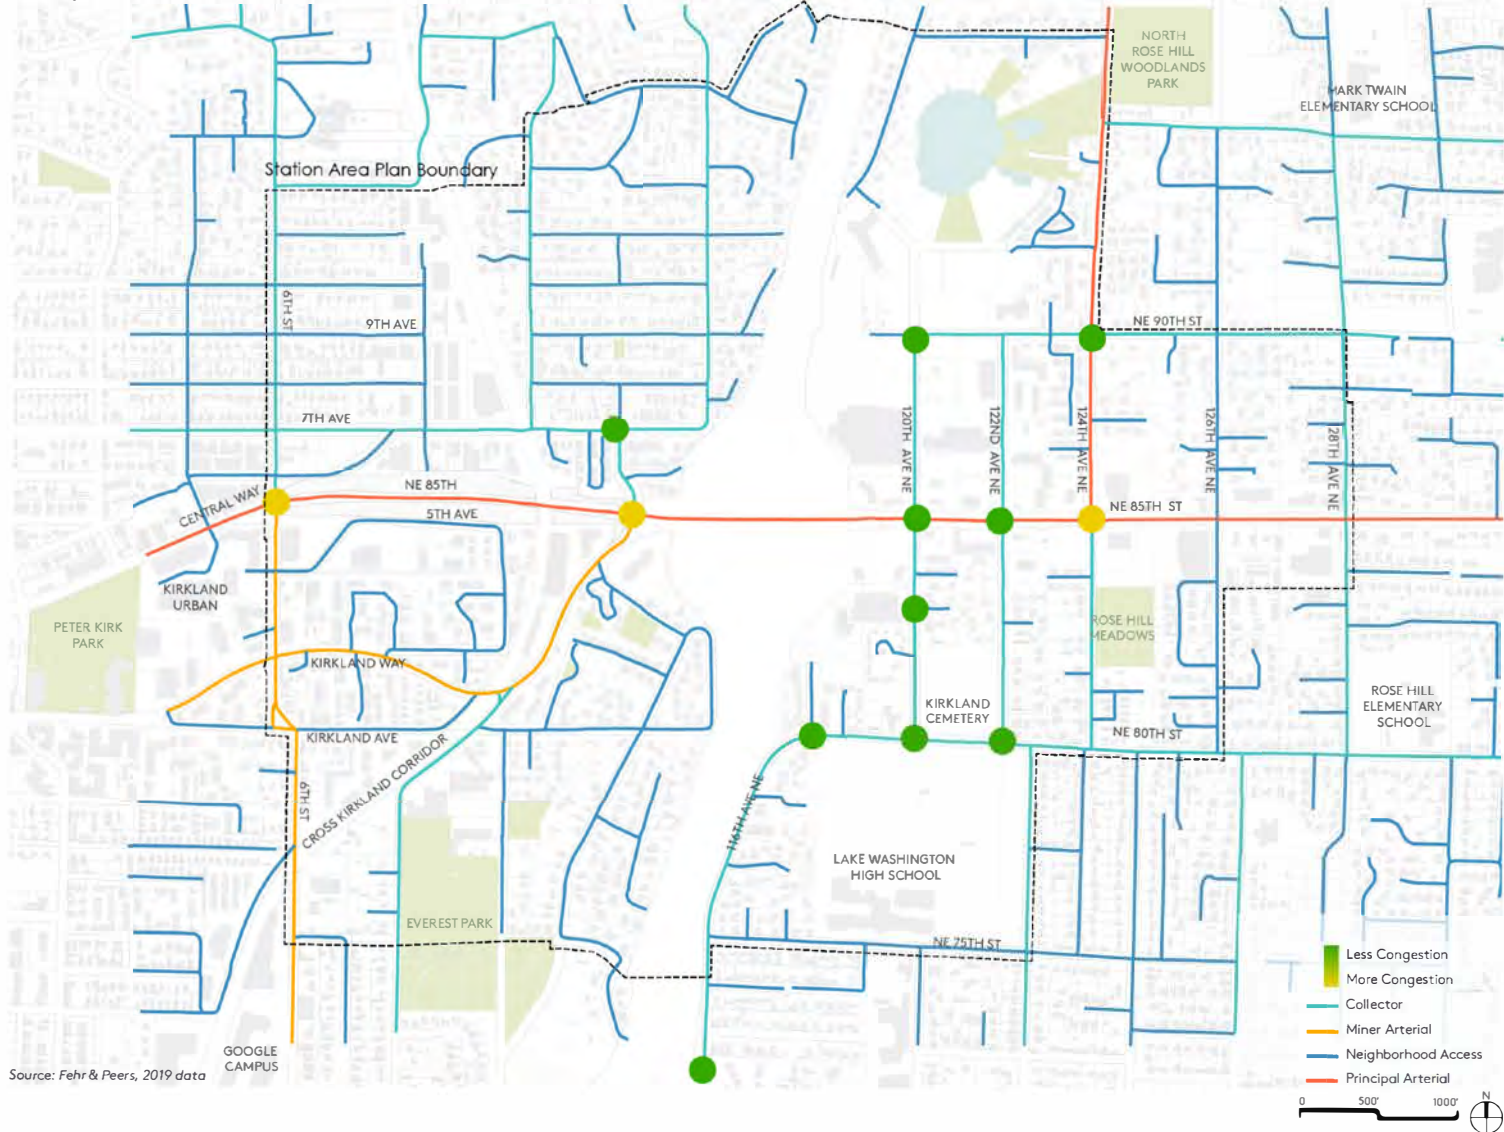 NORTH
ROSE HILL
WOODLANDS
PARK
MARK TWAIN
ELEMENTARY SCHOOL
Station Area Plan Boundary
6TH ST
9TH AVE
NE 90TH ST
7TH AVE
120TH AVE NE
122ND AVE NE
124TH AVE NE
126TH AVE NE
28TH AVE NE
CENTRAL WAY
NE 85TH
5TH AVE
NE 85TH ST
KIRKLAND
URBAN
PETER KIRK
PARK
ROSE HILL
MEADOWS
KIRKLAND WAY
KIRKLAND
CEMETERY
ROSE HILL
ELEMENTARY
SCHOOL
KIRKLAND AVE
NE 80TH ST
6TH ST
CROSS KIRKLAND CORRIDOR
116TH AVE NE
LAKE WASHINGTON
HIGH SCHOOL
EVEREST PARK
NE 75TH ST
Less Congestion
More Congestion
Collector
Miner Arterial
Neighborhood Access
Principal Arterial
GOOGLE
CAMPUS
Source: Fehr & Peers, 2019 data
0 500' 1000'
N